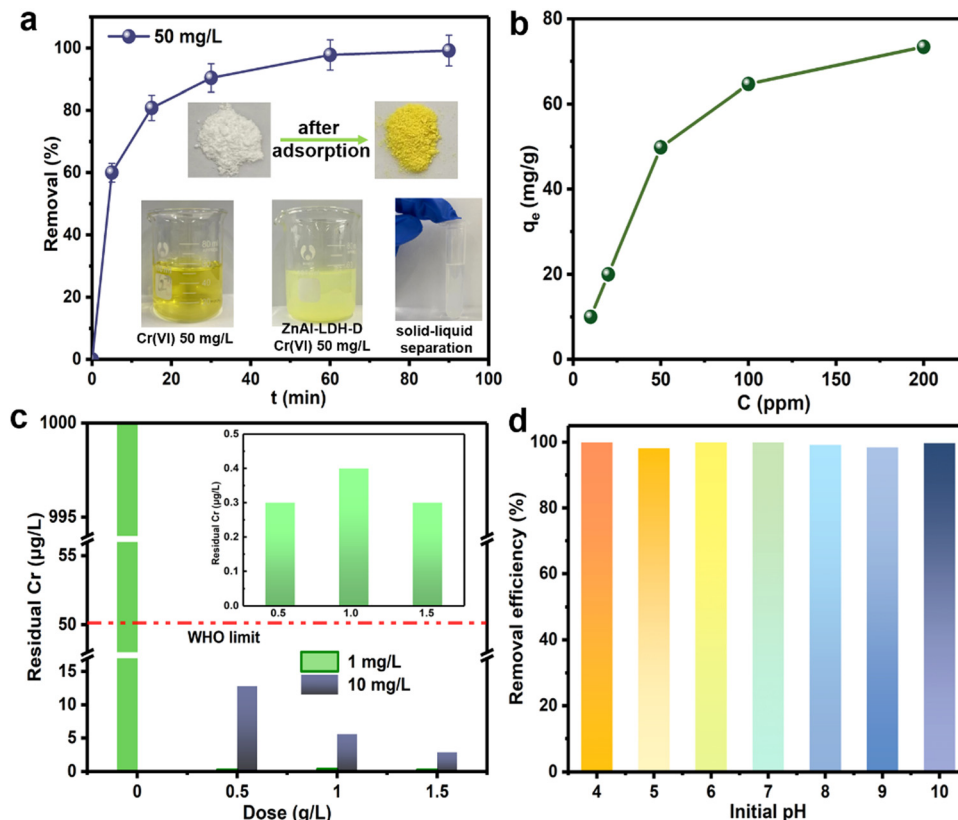 a
50 mg/L
100
80
60
40
20
0
Removal (%)
0
20
40
60
80
100
t (min)
after
adsorption
Cr(VI) 50 mg/L
ZnAl-LDH-D
Cr(VI) 50 mg/L
solid-liquid
separation
b
80
60
40
20
0
qe (mg/g)
0
50
100
150
200
C (ppm)
c
1000
995
55
50
15
10
5
0
Residual Cr (μg/L)
0
0.5
1
1.5
Dose (g/L)
WHO limit
1 mg/L
10 mg/L
0.5
0.4
0.3
0.2
0.1
0.0
Residual Cr (μg/L)
0.5
1.0
1.5
d
100
80
60
40
20
0
Removal efficiency (%)
4
5
6
7
8
9
10
Initial pH